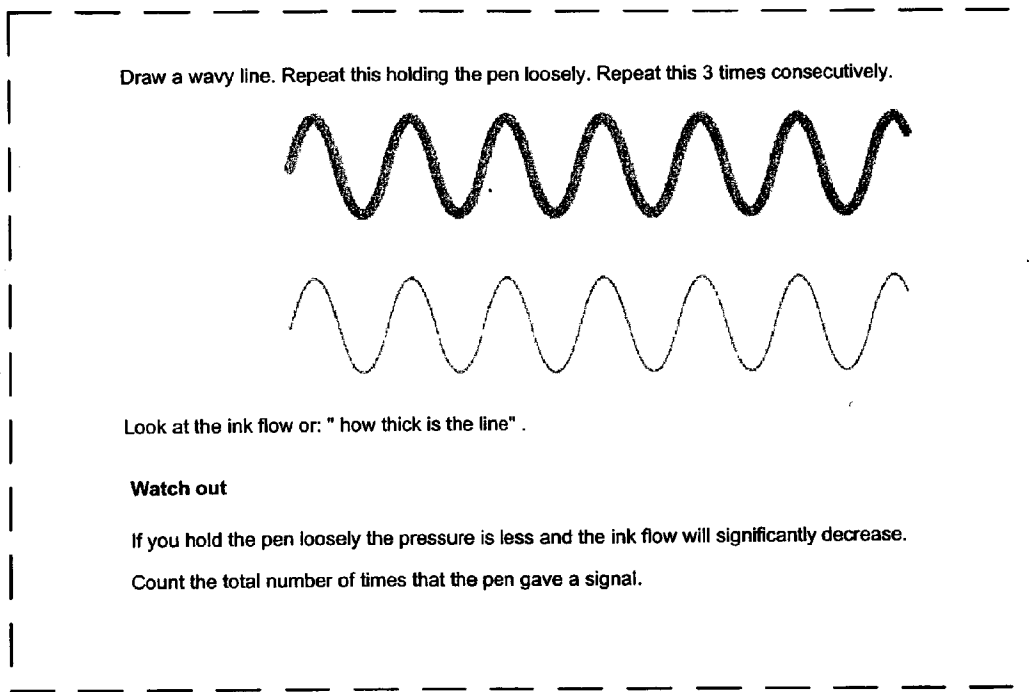 Draw a wavy line. Repeat this holding the pen loosely. Repeat this 3 times consecutively.
Look at the ink flow or: " how thick is the line" .
Watch out
If you hold the pen loosely the pressure is less and the ink flow will significantly decrease.
Count the total number of times that the pen gave a signal.